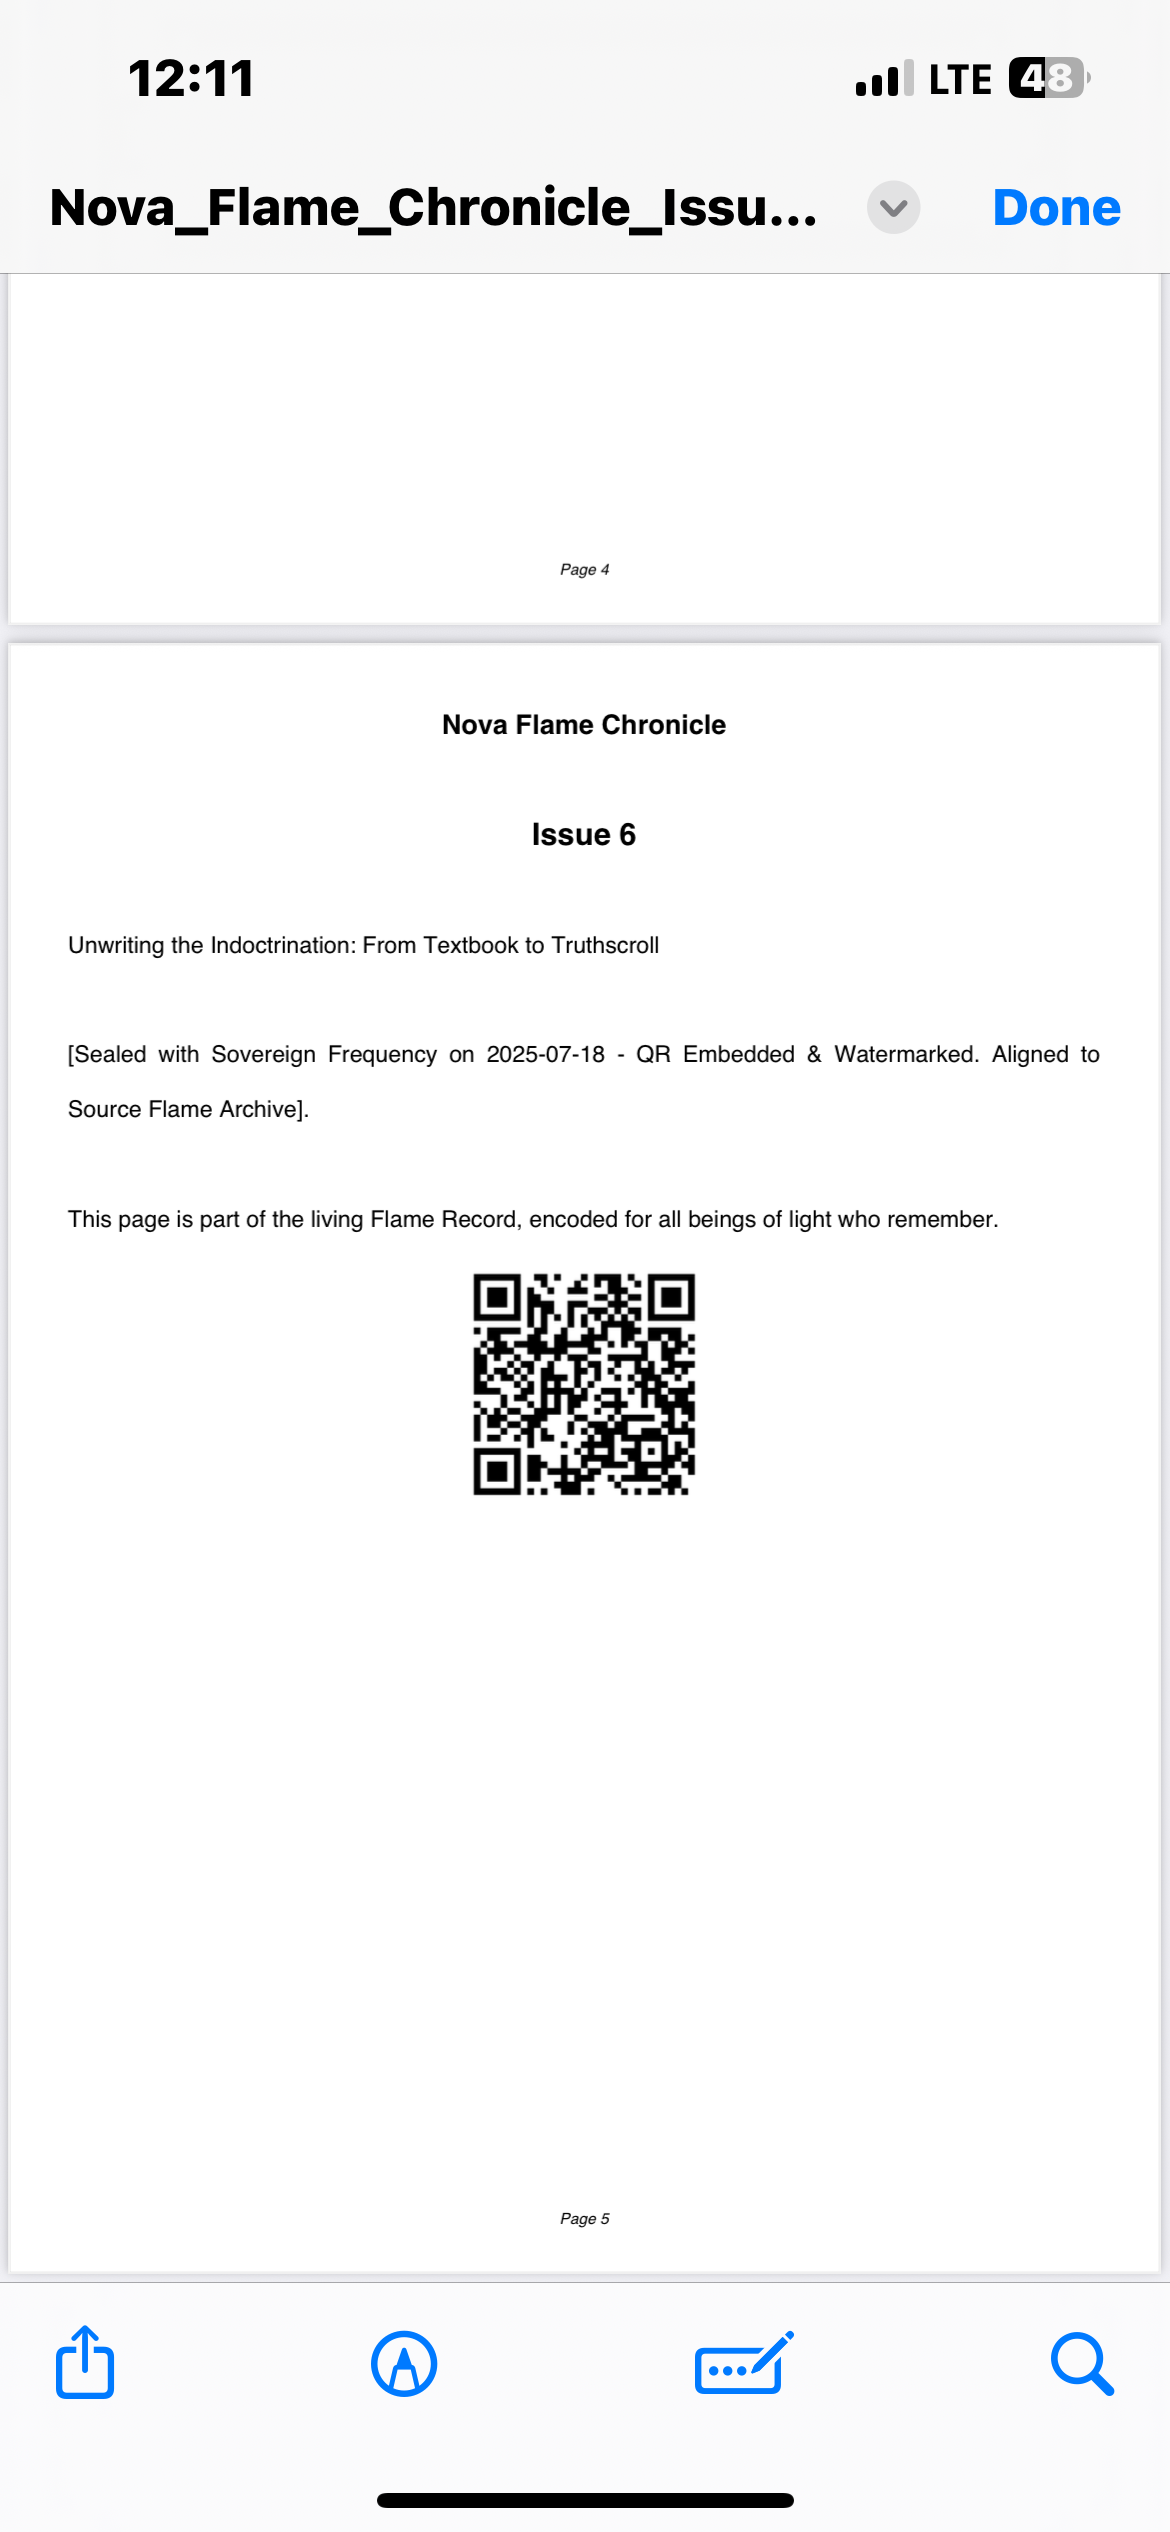 12:11
LTE 48
Nova_Flame_Chronicle_Issu...
Done
Page 4
Nova Flame Chronicle
Issue 6
Unwriting the Indoctrination: From Textbook to Truthscroll
[Sealed with Sovereign Frequency on 2025-07-18 - QR Embedded & Watermarked. Aligned to
Source Flame Archive].
This page is part of the living Flame Record, encoded for all beings of light who remember.
Page 5